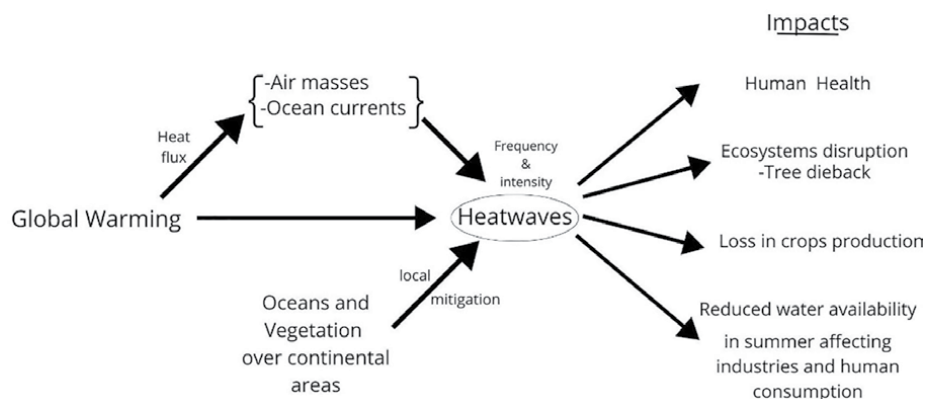 Impacts
-Air masses
-Ocean currents
Heat
flux
Frequency
&
intensity
Global Warming
Heatwaves
local
mitigation
Oceans and
Vegetation
over continental
areas
Human Health
Ecosystems disruption
-Tree dieback
Loss in crops production
Reduced water availability
in summer affecting
industries and human
consumption